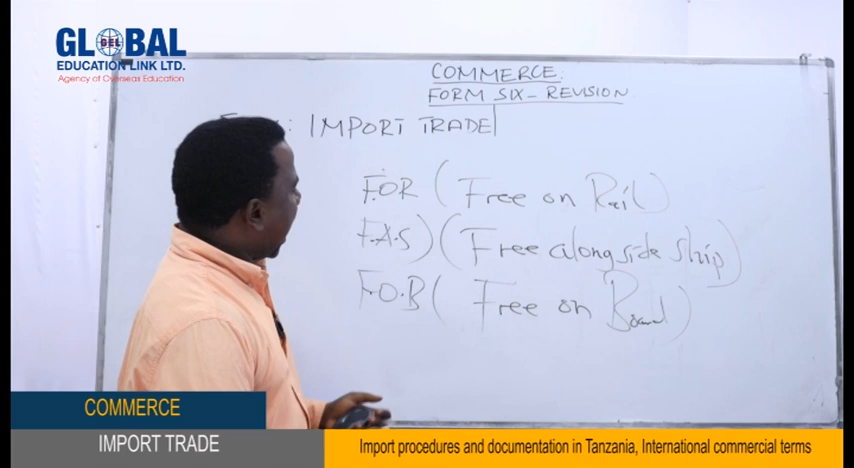 GLOBAL
GEL
EDUCATION LINK LTD.
Agency of Overseas Education
COMMERCE.
FORM SIX - REVISION
: IMPORT TRADE
F.O.R (Free on Rail)
F.A.S) (Free alongside ship)
F.O.B (Free on Board)
COMMERCE
IMPORT TRADE
Import procedures and documentation in Tanzania, International commercial terms